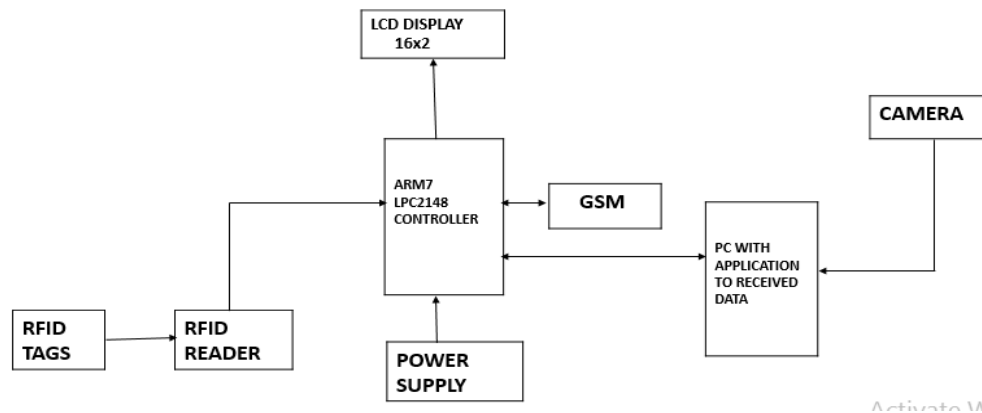 LCD DISPLAY
16x2
CAMERA
ARM7
LPC2148
CONTROLLER
GSM
PC WITH
APPLICATION
TO RECEIVED
DATA
RFID
TAGS
RFID
READER
POWER
SUPPLY